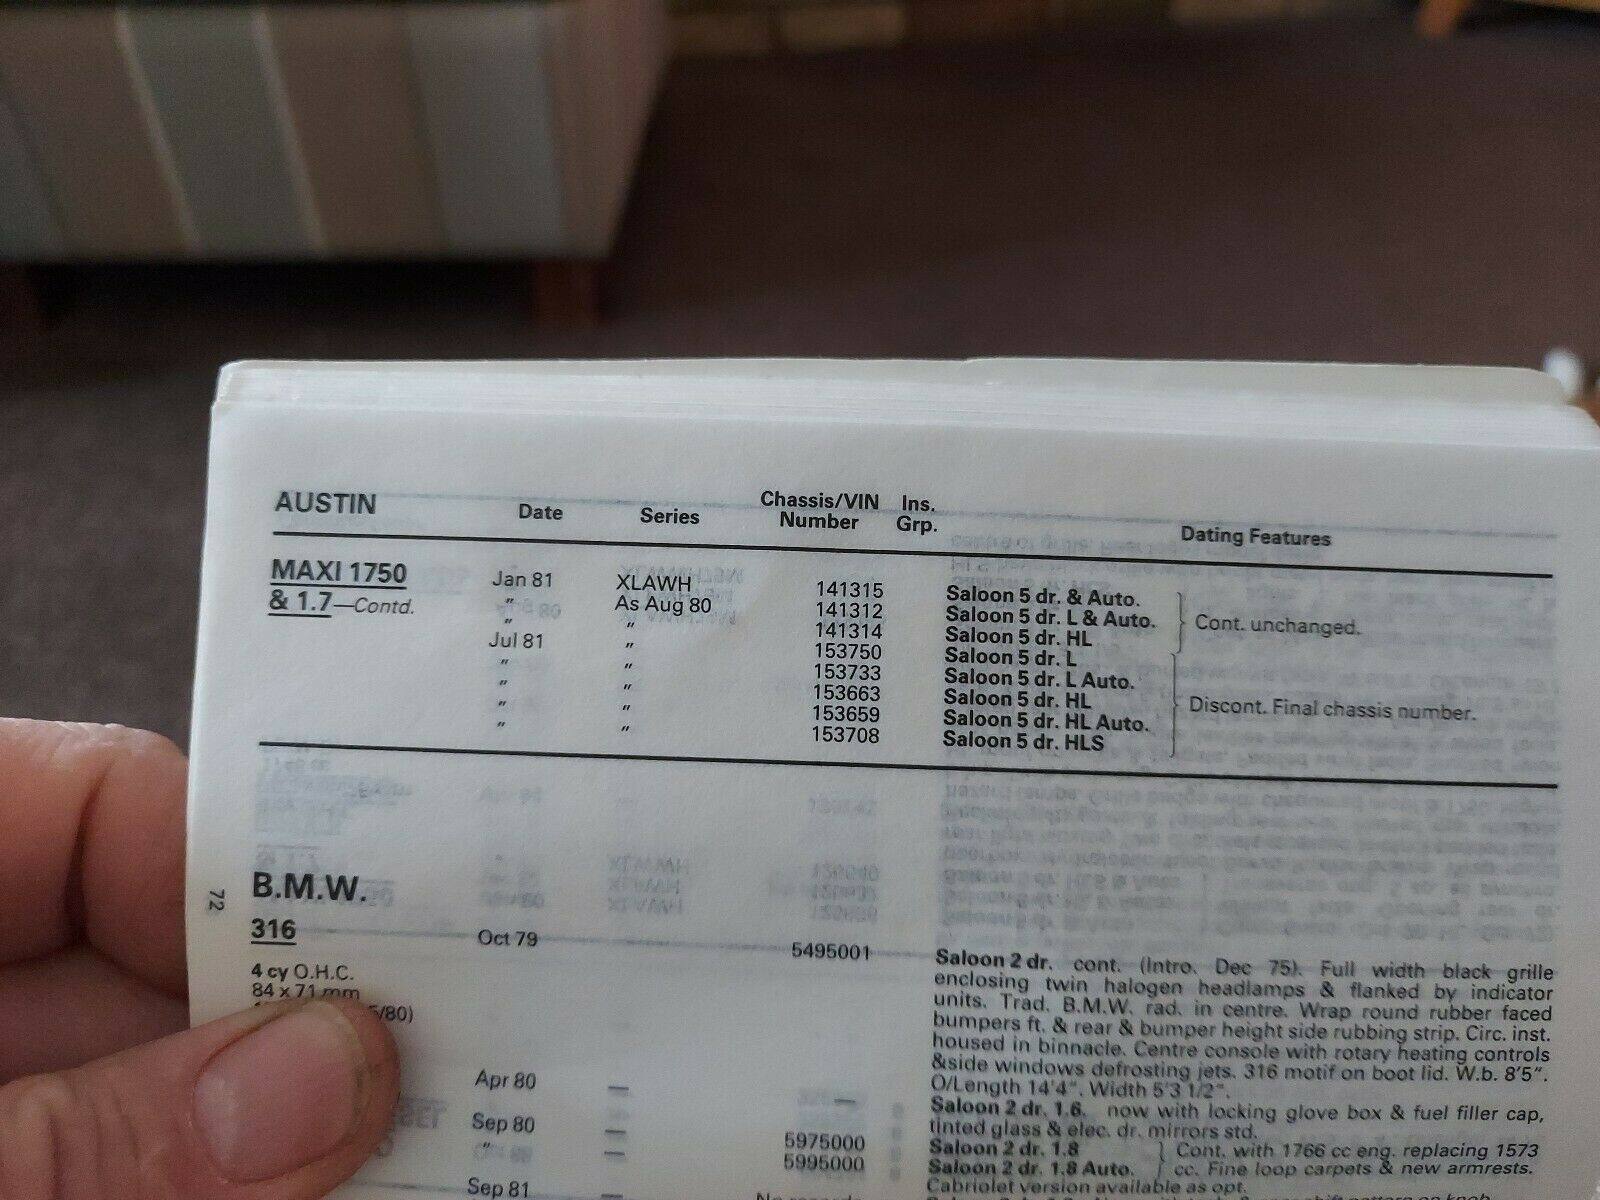 AUSTIN Date Series Chassis/VIN Number Ins. Grp. Dating Features
MAXI 1750 Jan 81 XLAWH 141315 Saloon 5 dr. & Auto.
& 1.7—Contd. " As Aug 80 141312 Saloon 5 dr. L & Auto. Cont. unchanged.
" " 141314 Saloon 5 dr. HL
Jul 81 " 153750 Saloon 5 dr. L
" " 153733 Saloon 5 dr. L Auto.
" " 153663 Saloon 5 dr. HL Discont. Final chassis number.
" " 153659 Saloon 5 dr. HL Auto.
" " 153708 Saloon 5 dr. HLS
72
B.M.W.
316 Oct 79 5495001 Saloon 2 dr. cont. (Intro. Dec 75). Full width black grille
4 cy O.H.C. enclosing twin halogen headlamps & flanked by indicator
84 x 71 mm units. Trad. B.M.W. rad. in centre. Wrap round rubber faced
/80) bumpers ft. & rear & bumper height side rubbing strip. Circ. inst.
housed in binnacle. Centre console with rotary heating controls
&side windows defrosting jets. 316 motif on boot lid. W.b. 8'5".
O/Length 14'4". Width 5'3 1/2".
Apr 80 — — Saloon 2 dr. 1.6. now with locking glove box & fuel filler cap,
tinted glass & elec. dr. mirrors std.
Sep 80 — 5975000 Saloon 2 dr. 1.8 Cont. with 1766 cc eng. replacing 1573
" — 5995000 Saloon 2 dr. 1.8 Auto. cc. Fine loop carpets & new armrests.
Cabriolet version available as opt.
Sep 81 — No records